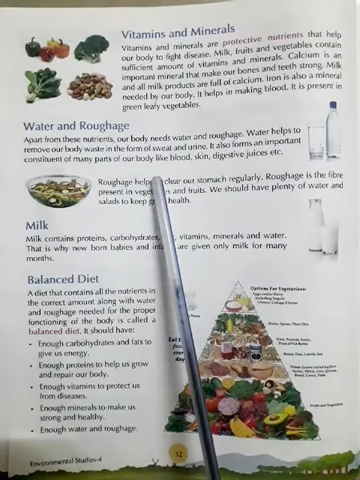 Vitamins and Minerals
Vitamins and minerals are protective nutrients that help
our body to fight disease. Milk, fruits and vegetables contain
sufficient amount of vitamins and minerals. Calcium is an
important mineral that make our bones and teeth strong. Milk
and all milk products are full of calcium. Iron is also a mineral
needed by our body. It helps in making blood. It is present in
green leafy vegetables.
Water and Roughage
Apart from these nutrients, our body needs water and roughage. Water helps to
remove our body waste in the form of sweat and urine. It also forms an important
constituent of many parts of our body like blood, skin, digestive juices etc.
Roughage helps clear our stomach regularly. Roughage is the fibre
present in and fruits. We should have plenty of water and
salads to keep health.
Milk
Milk contains proteins, carbohydrates, vitamins, minerals and water.
That is why new born babies and are given only milk for many
months.
Balanced Diet
A diet that contains all the nutrients in
the correct amount along with water
and roughage needed for the proper
functioning of the body is called a
balanced diet. It should have:
• Enough carbohydrates and fats to
give us energy.
• Enough proteins to help us grow
and repair our body.
• Enough vitamins to protect us
from diseases.
• Enough minerals to make us
strong and healthy.
• Enough water and roughage.
Options For Vegetarians:
Fruits and Vegetables
Environmental Studies-4
12